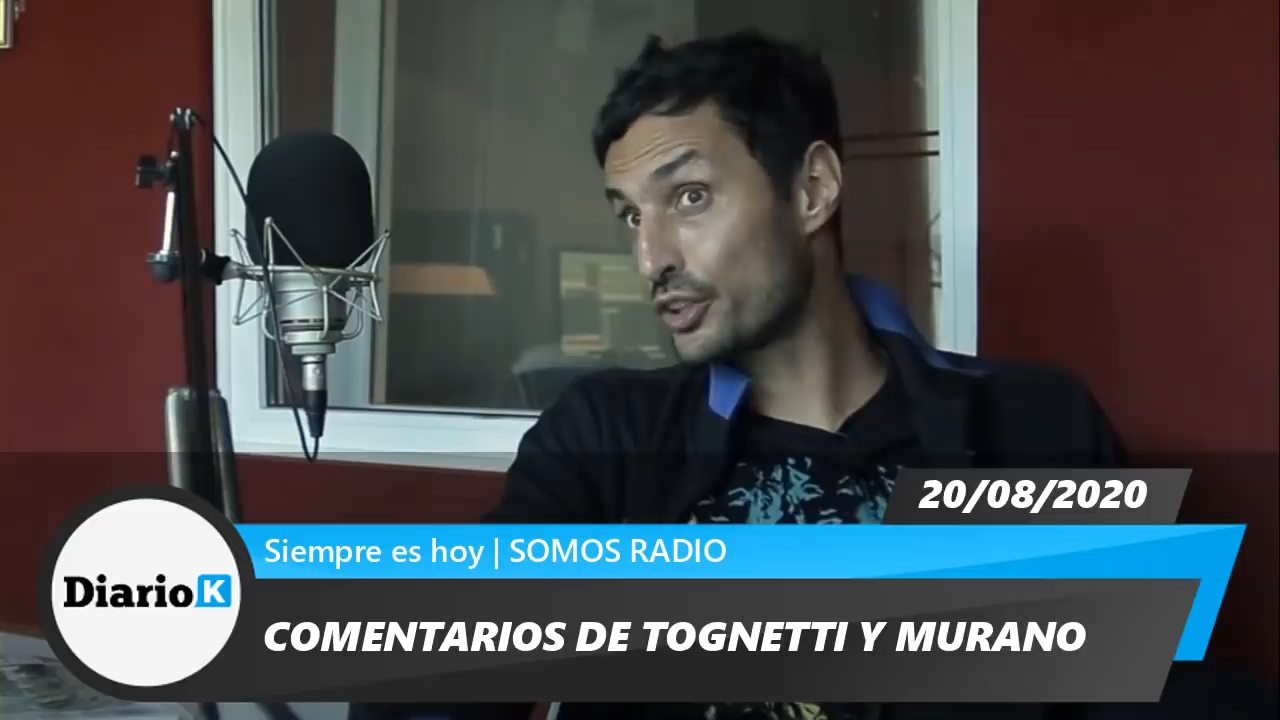 20/08/2020
Siempre es hoy | SOMOS RADIO
DiarioK
COMENTARIOS DE TOGNETTI Y MURANO